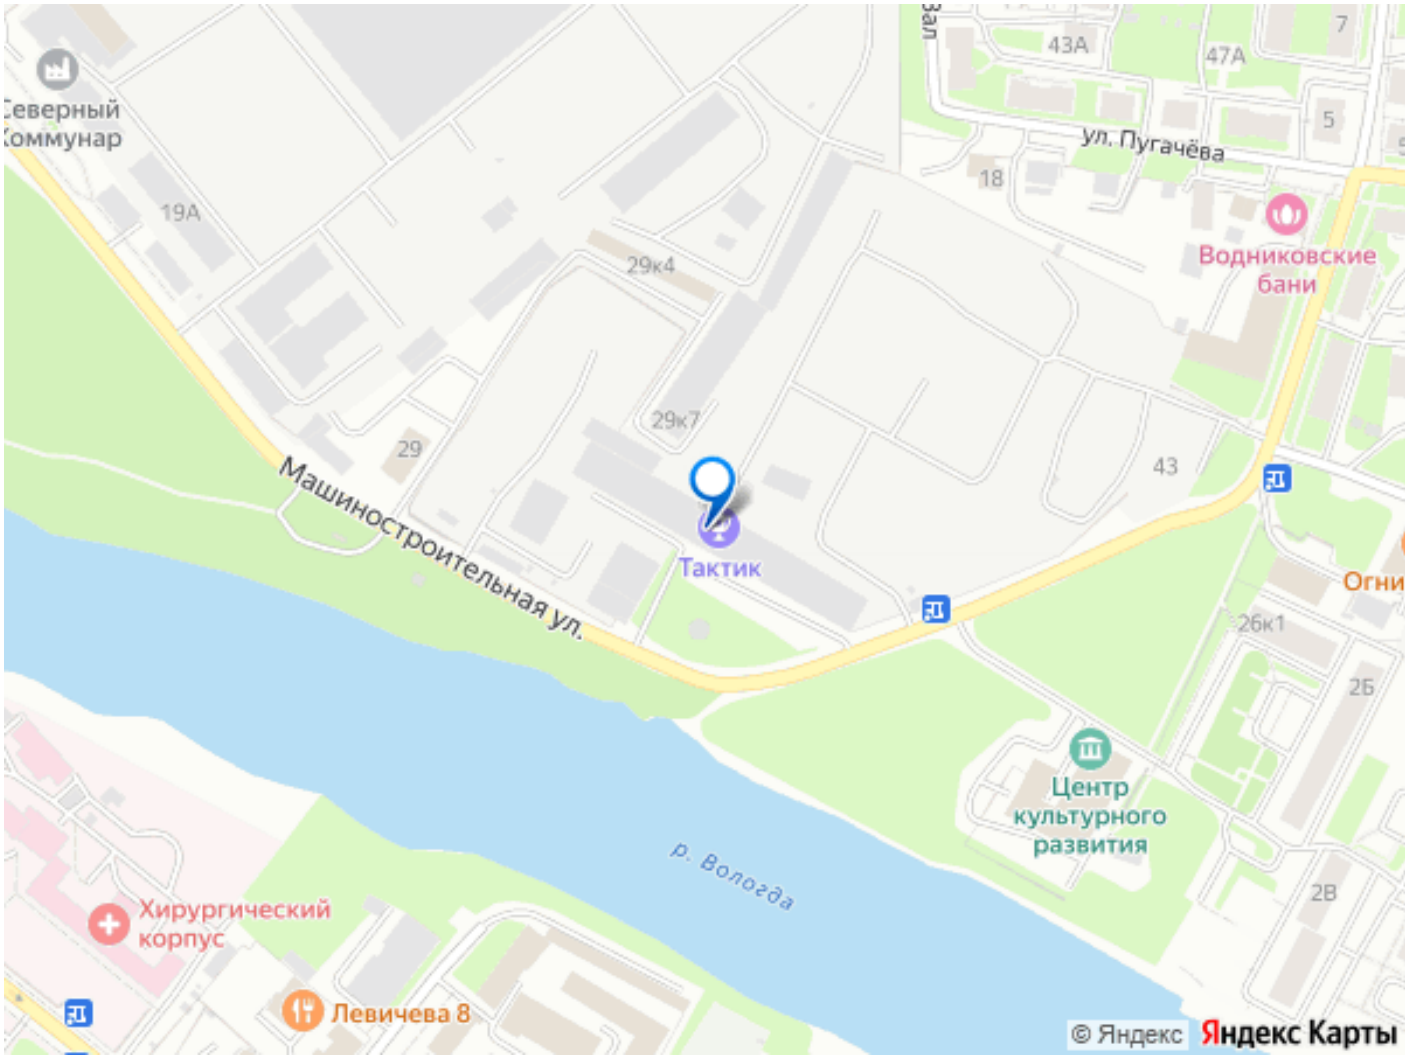 Вал
43А
7
47А
5
ул. Пугачёва
18
Северный
Коммунар
19А
Водниковские
бани
29к4
29к7
29
43
Машиностроительная ул.
Тактик
Огни
26к1
2Б
Центр
культурного
развития
р. Вологда
2В
Хирургический
корпус
Левичева 8
© Яндекс
Яндекс Карты